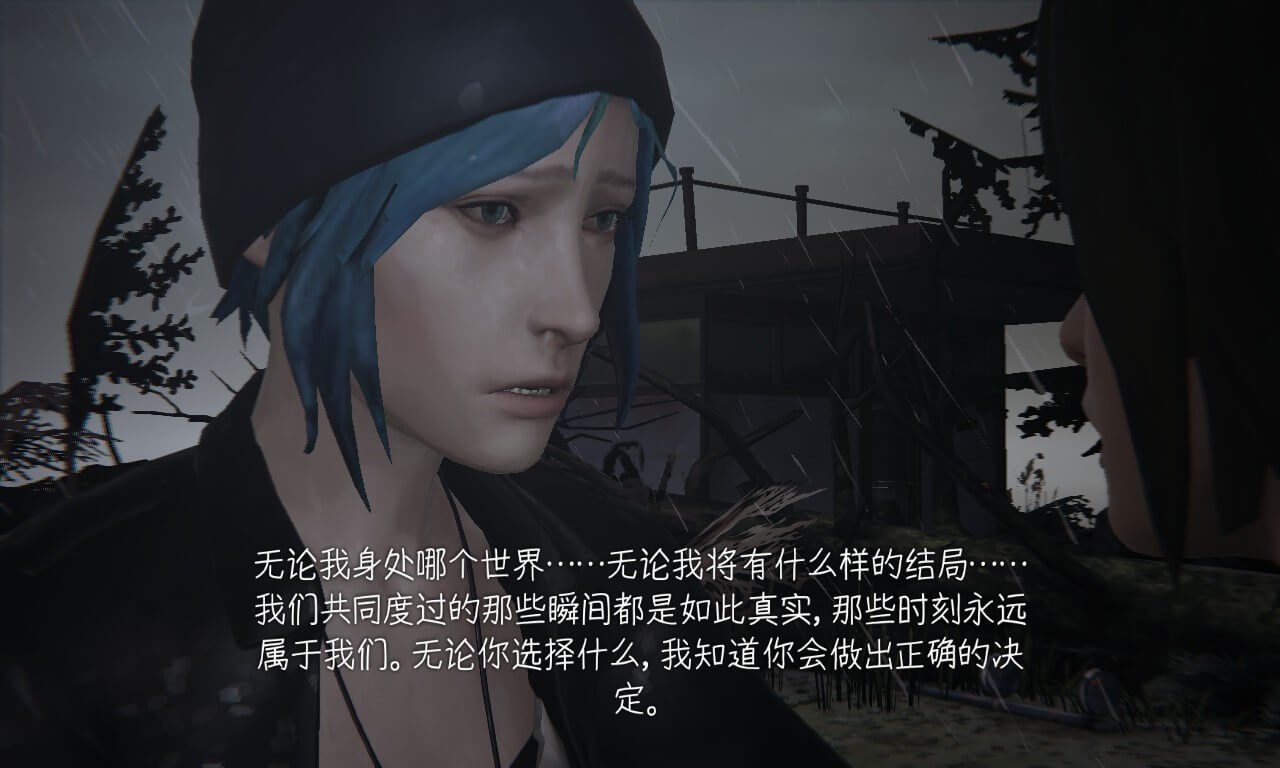 无论我身处哪个世界……无论我将有什么样的结局……
我们共同度过的那些瞬间都是如此真实,那些时刻永远
属于我们。无论你选择什么,我知道你会做出正确的决
定。